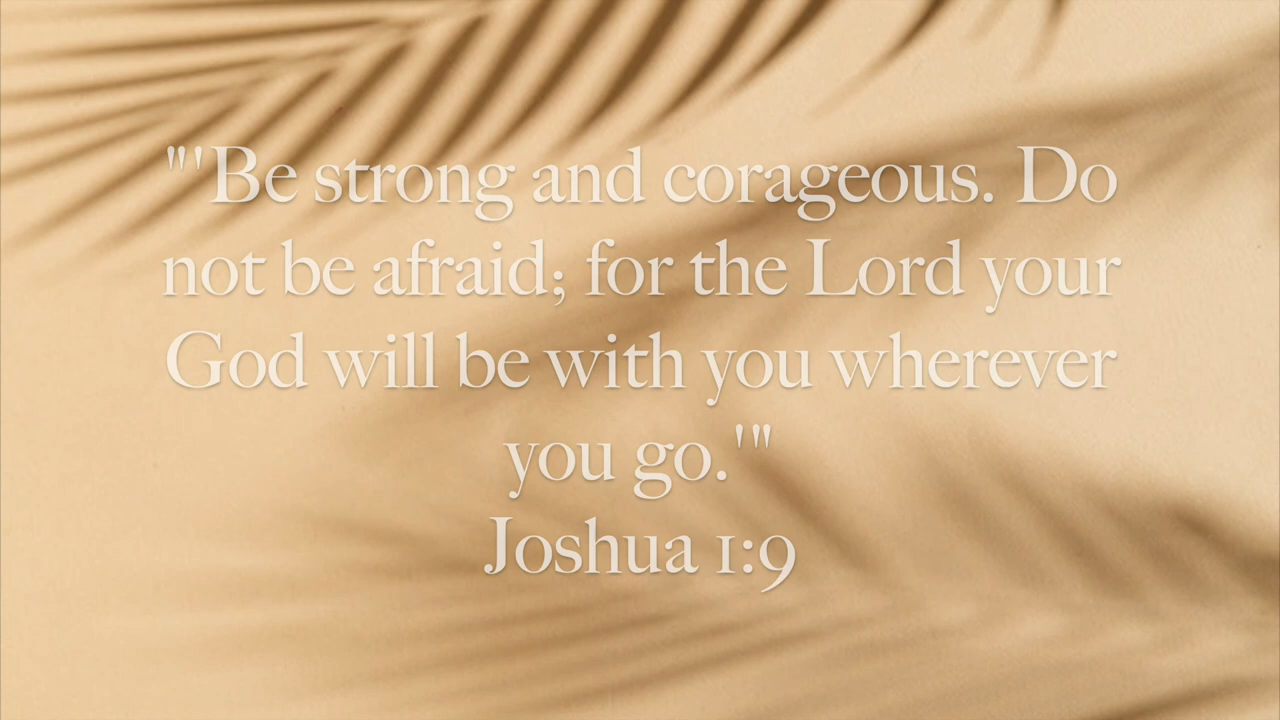 "'Be strong and corageous. Do
not be afraid; for the Lord your
God will be with you wherever
you go.'"
Joshua 1:9